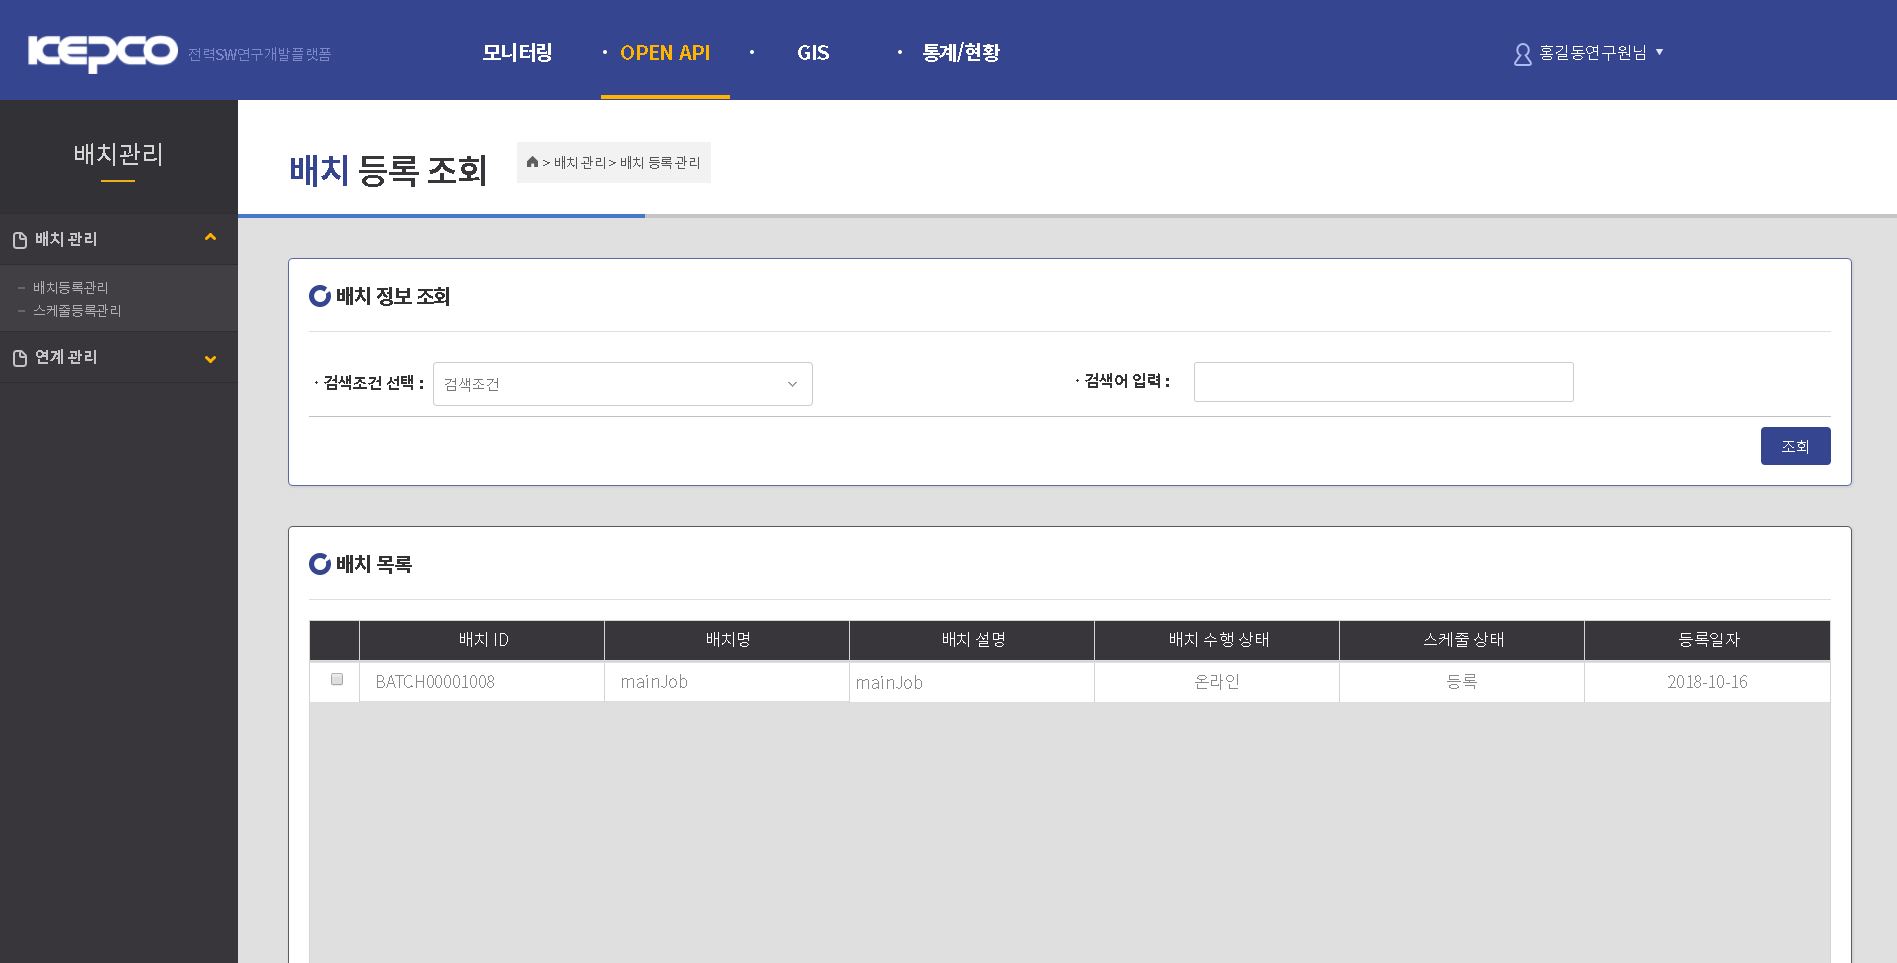 KEPCO 전력SW연구개발플랫폼
모니터링 · OPEN API · GIS · 통계/현황
홍길동연구원님 ▼
배치관리
배치 관리
- 배치등록관리
- 스케줄등록관리
연계 관리
배치 등록 조회
> 배치 관리 > 배치 등록 관리
배치 정보 조회
· 검색조건 선택 : 검색조건
· 검색어 입력 :
조회
배치 목록
배치 ID 배치명 배치 설명 배치 수행 상태 스케줄 상태 등록일자
BATCH00001008 mainJob mainJob 온라인 등록 2018-10-16